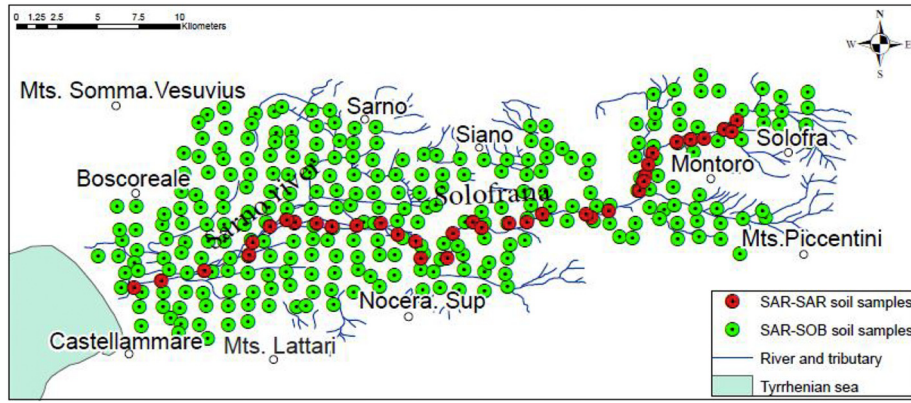 0 1.25 2.5 5 7.5 10
Kilometers
N
W E
S
Mts. Somma.Vesuvius
Sarno
Siano
Solofra
Montoro
Boscoreale
Sarno river
Solofrana
Mts.Piccentini
Nocera. Sup
Castellammare
Mts. Lattari
SAR-SAR soil samples
SAR-SOB soil samples
River and tributary
Tyrrhenian sea